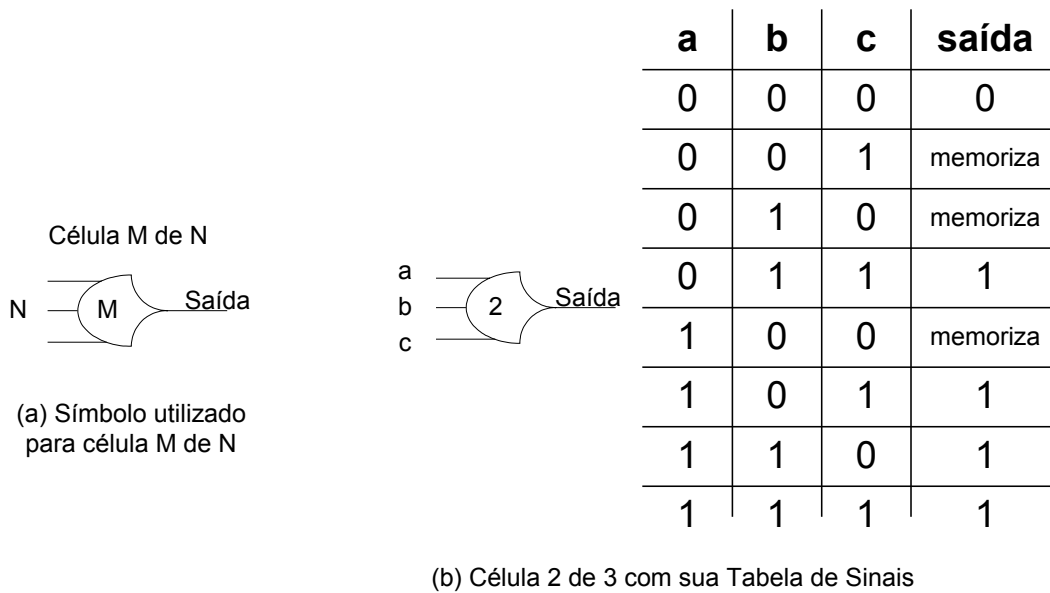 Célula M de N
N
M
Saída
(a) Símbolo utilizado
para célula M de N
a
b
c
2
Saída
a b c saída
0 0 0 0
0 0 1 memoriza
0 1 0 memoriza
0 1 1 1
1 0 0 memoriza
1 0 1 1
1 1 0 1
1 1 1 1
(b) Célula 2 de 3 com sua Tabela de Sinais